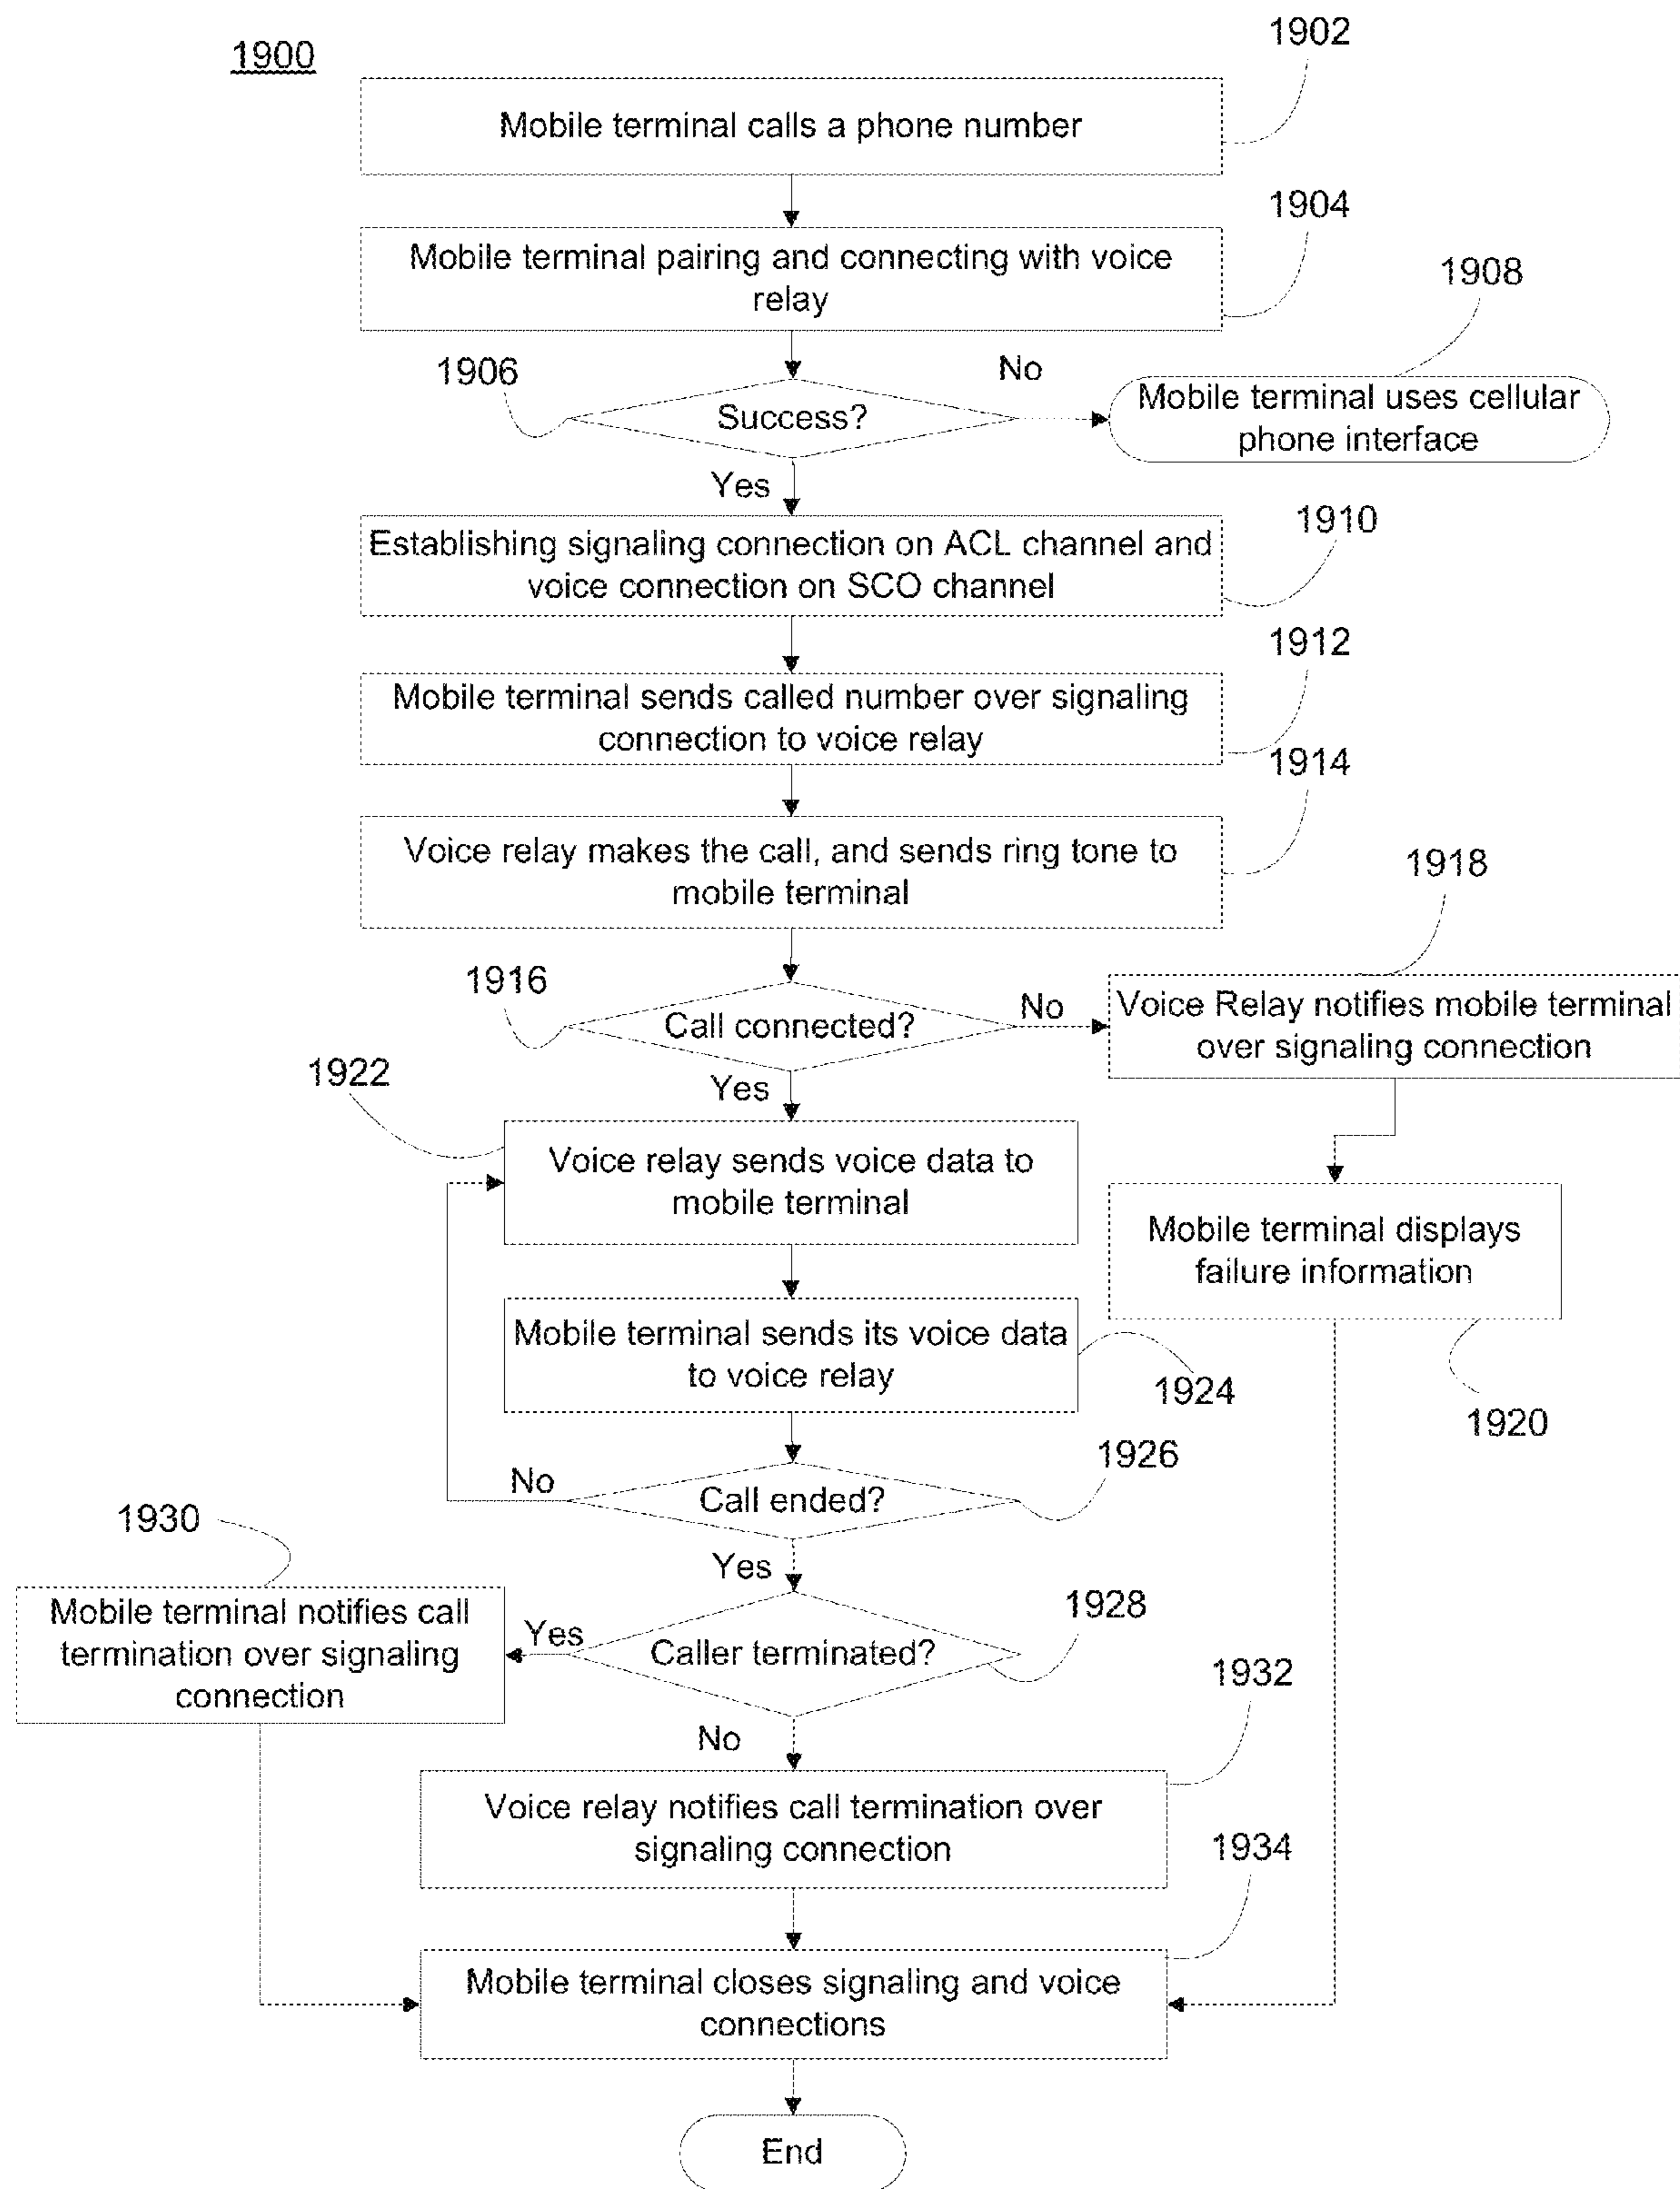 1900
1902
Mobile terminal calls a phone number
1904
Mobile terminal pairing and connecting with voice
relay
1908
1906
No
Success?
Mobile terminal uses cellular
phone interface
Yes
1910
Establishing signaling connection on ACL channel and
voice connection on SCO channel
1912
Mobile terminal sends called number over signaling
connection to voice relay
1914
Voice relay makes the call, and sends ring tone to
mobile terminal
1918
1916
Call connected?
No
Voice Relay notifies mobile terminal
over signaling connection
1922
Yes
Voice relay sends voice data to
mobile terminal
Mobile terminal displays
failure information
Mobile terminal sends its voice data
to voice relay
1924
1920
1926
No
Call ended?
1930
Yes
1928
Mobile terminal notifies call
termination over signaling
connection
Yes
Caller terminated?
1932
No
Voice relay notifies call termination over
signaling connection
1934
Mobile terminal closes signaling and voice
connections
End